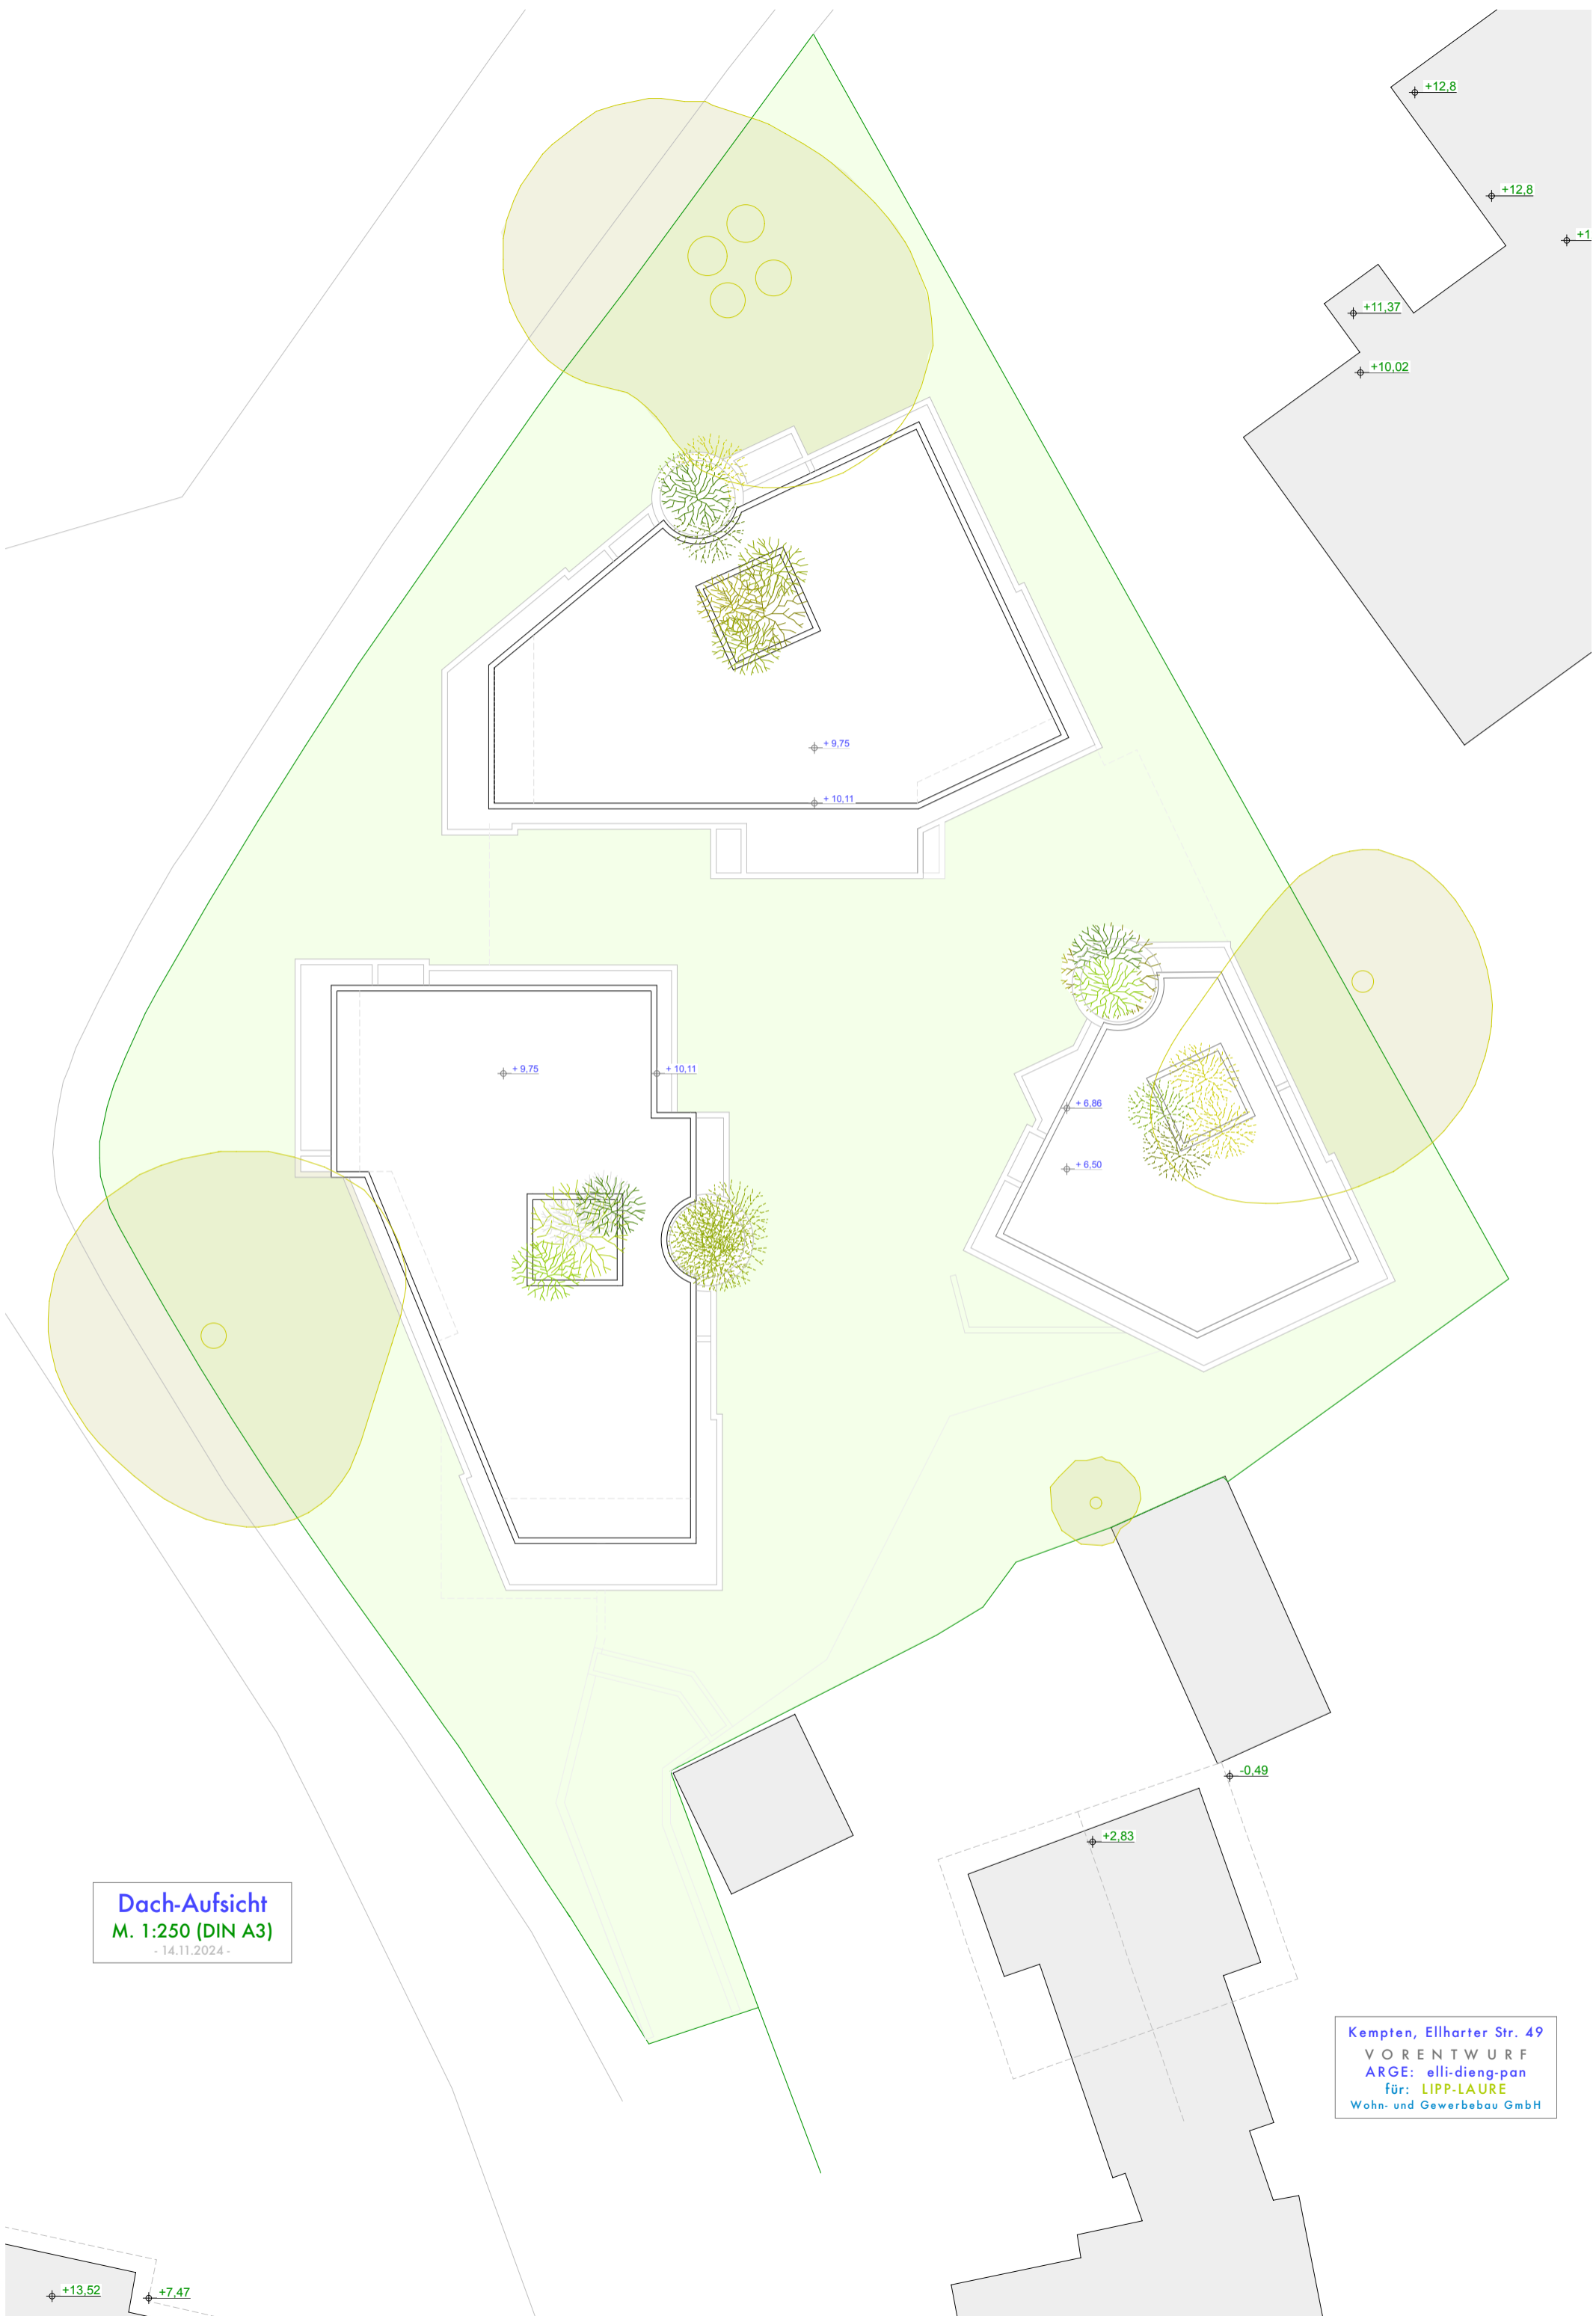 +12,8
+12,8
+1
+11,37
+10,02
+ 9,75
+ 10,11
+ 9,75
+ 10,11
+ 6,86
+ 6,50
-0,49
+2,83
Dach-Aufsicht
M. 1:250 (DIN A3)
- 14.11.2024 -
Kempten, Ellharter Str. 49
VORENTWURF
ARGE: elli-dieng-pan
für: LIPP-LAURE
Wohn- und Gewerbebau GmbH
+13,52
+7,47